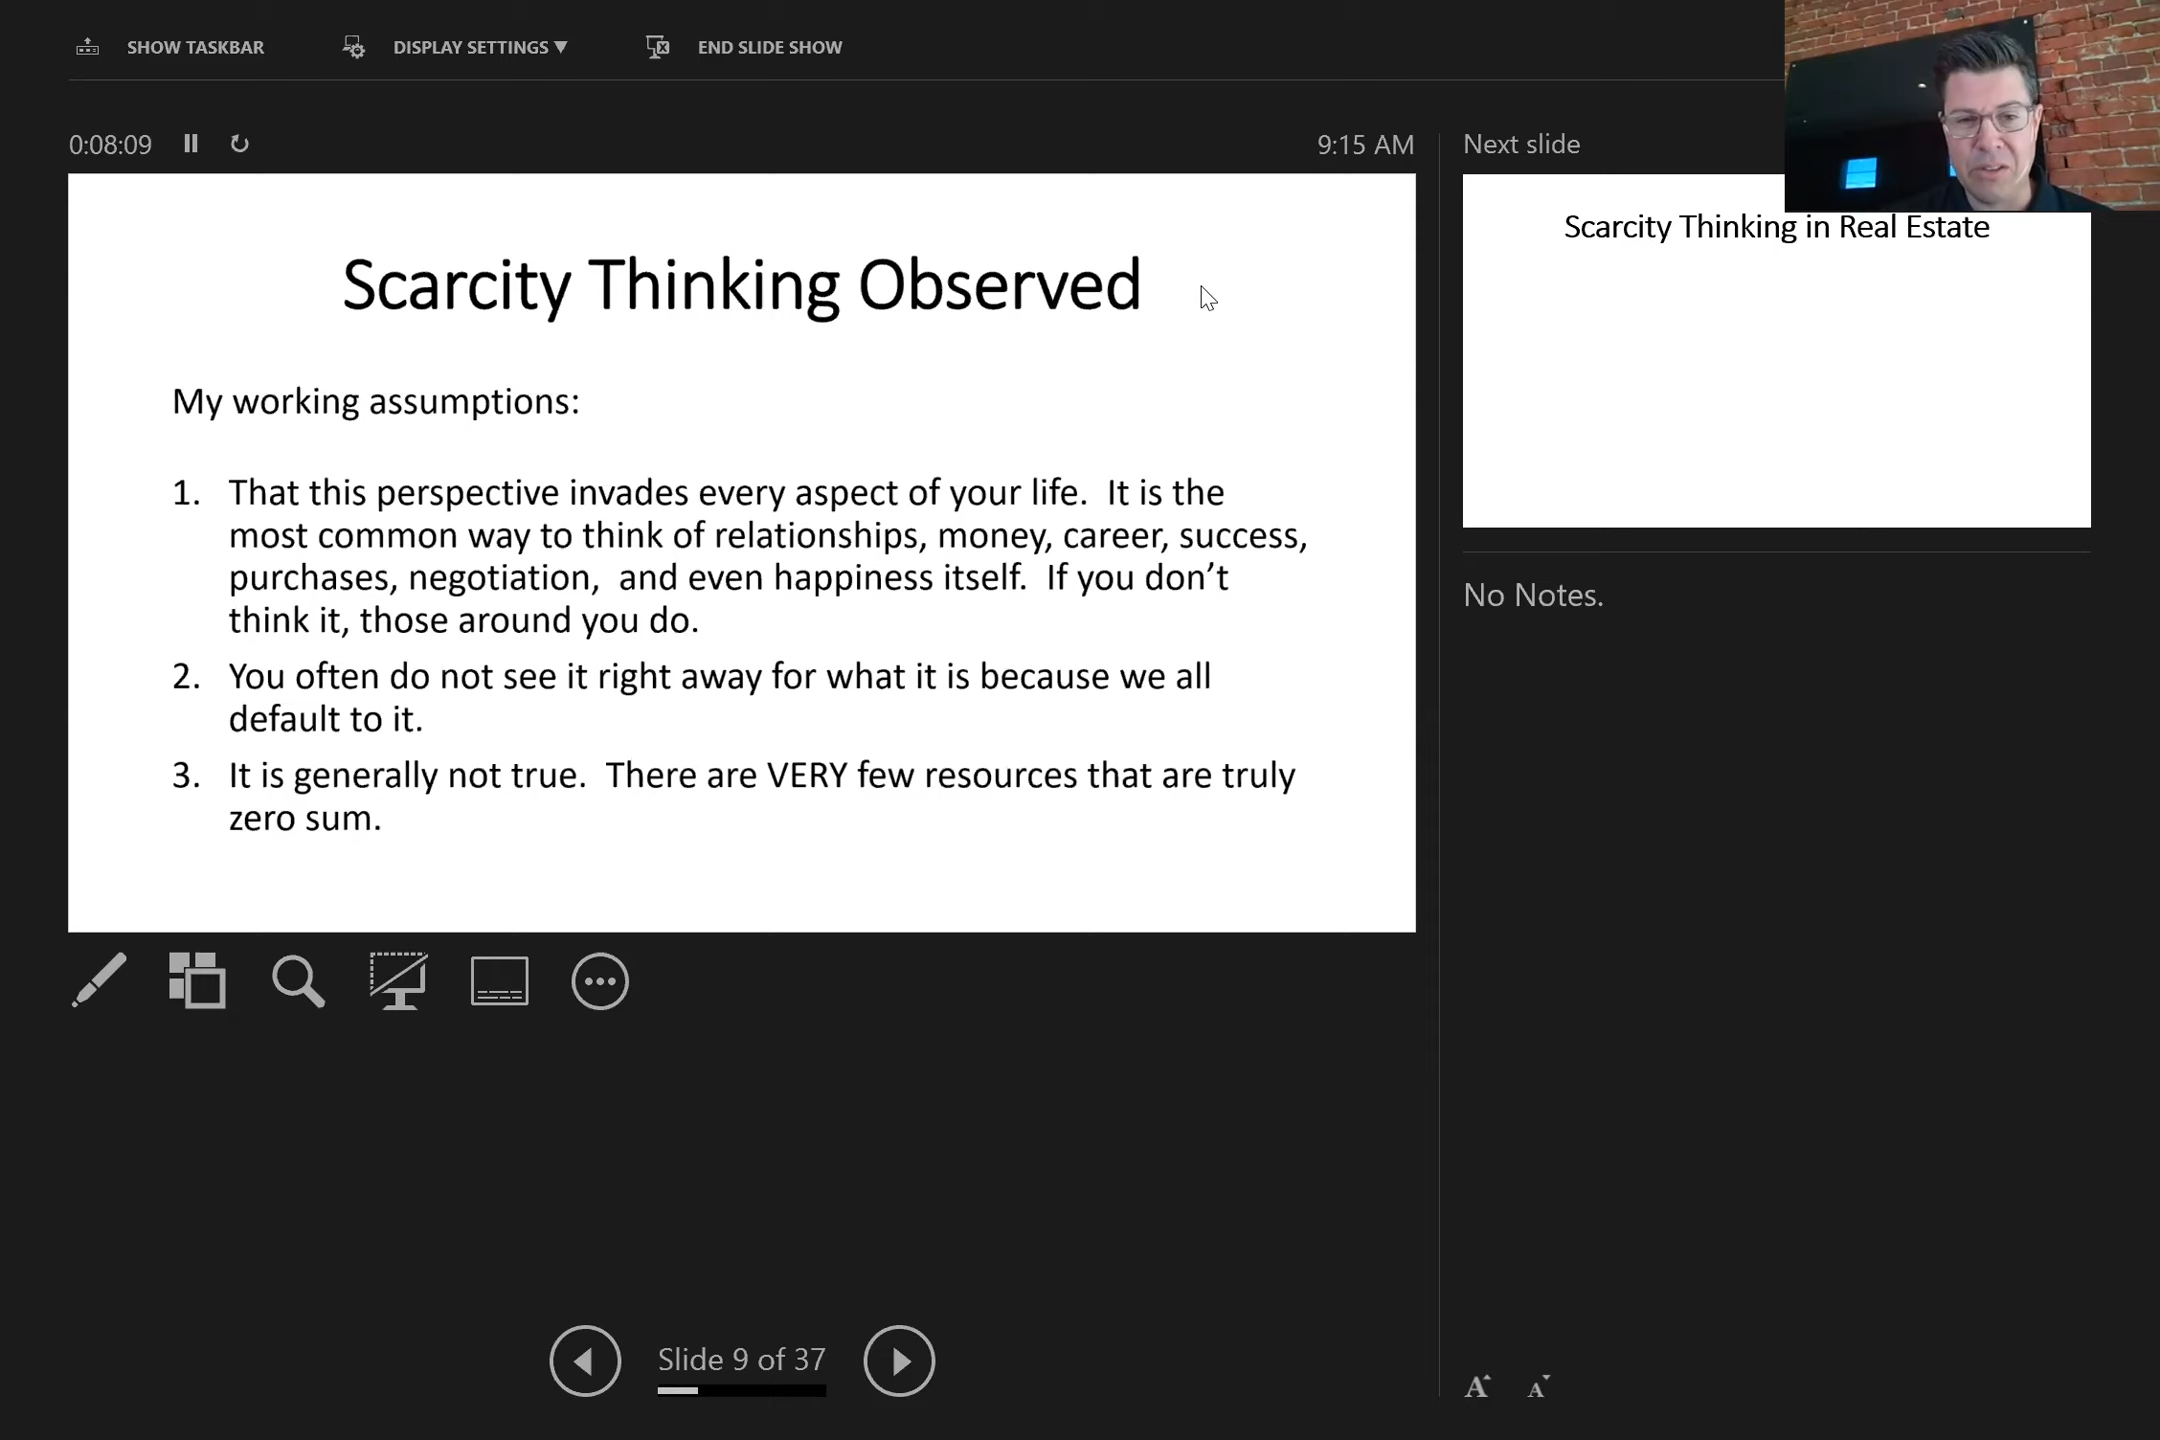 SHOW TASKBAR DISPLAY SETTINGS ▼ END SLIDE SHOW
0:08:09 9:15 AM
Scarcity Thinking Observed
My working assumptions:
1. That this perspective invades every aspect of your life.  It is the
most common way to think of relationships, money, career, success,
purchases, negotiation,  and even happiness itself.  If you don’t
think it, those around you do.
2. You often do not see it right away for what it is because we all
default to it.
3. It is generally not true.  There are VERY few resources that are truly
zero sum.
Slide 9 of 37
Next slide
Scarcity Thinking in Real Estate
No Notes.
A A